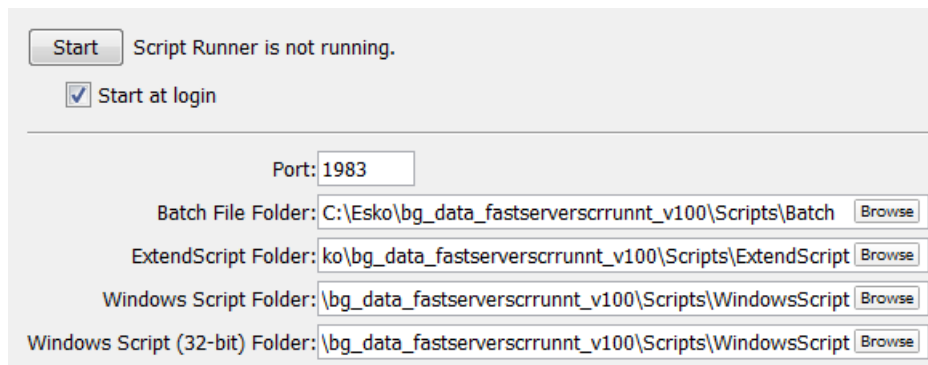 Start Script Runner is not running.
Start at login
Port: 1983
Batch File Folder: C:\Esko\bg_data_fastserverscrrunnt_v100\Scripts\Batch Browse
ExtendScript Folder: ko\bg_data_fastserverscrrunnt_v100\Scripts\ExtendScript Browse
Windows Script Folder: \bg_data_fastserverscrrunnt_v100\Scripts\WindowsScript Browse
Windows Script (32-bit) Folder: \bg_data_fastserverscrrunnt_v100\Scripts\WindowsScript Browse